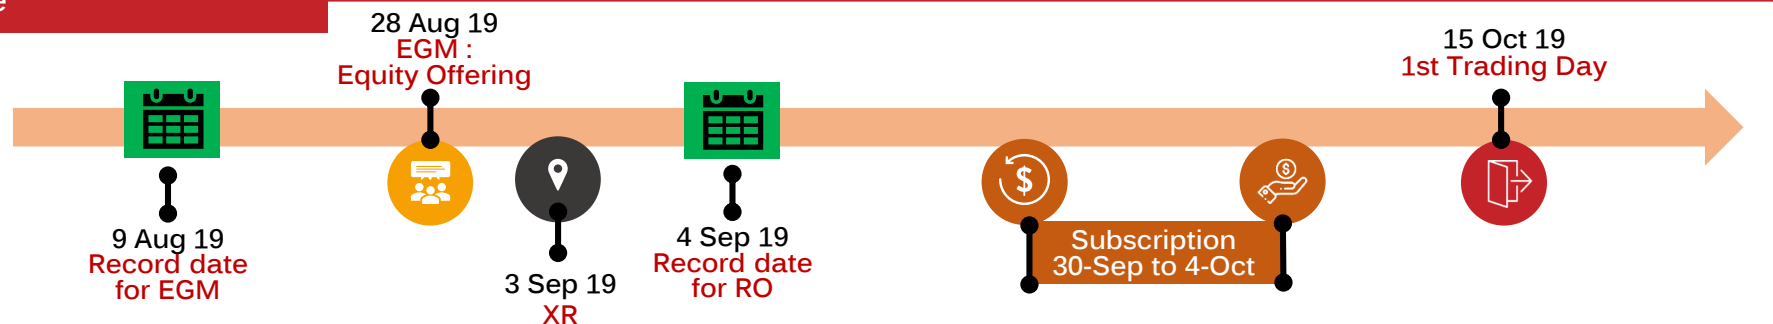 28 Aug 19
EGM :
Equity Offering
15 Oct 19
1st Trading Day
9 Aug 19
Record date
for EGM
3 Sep 19
XR
4 Sep 19
Record date
for RO
Subscription
30-Sep to 4-Oct